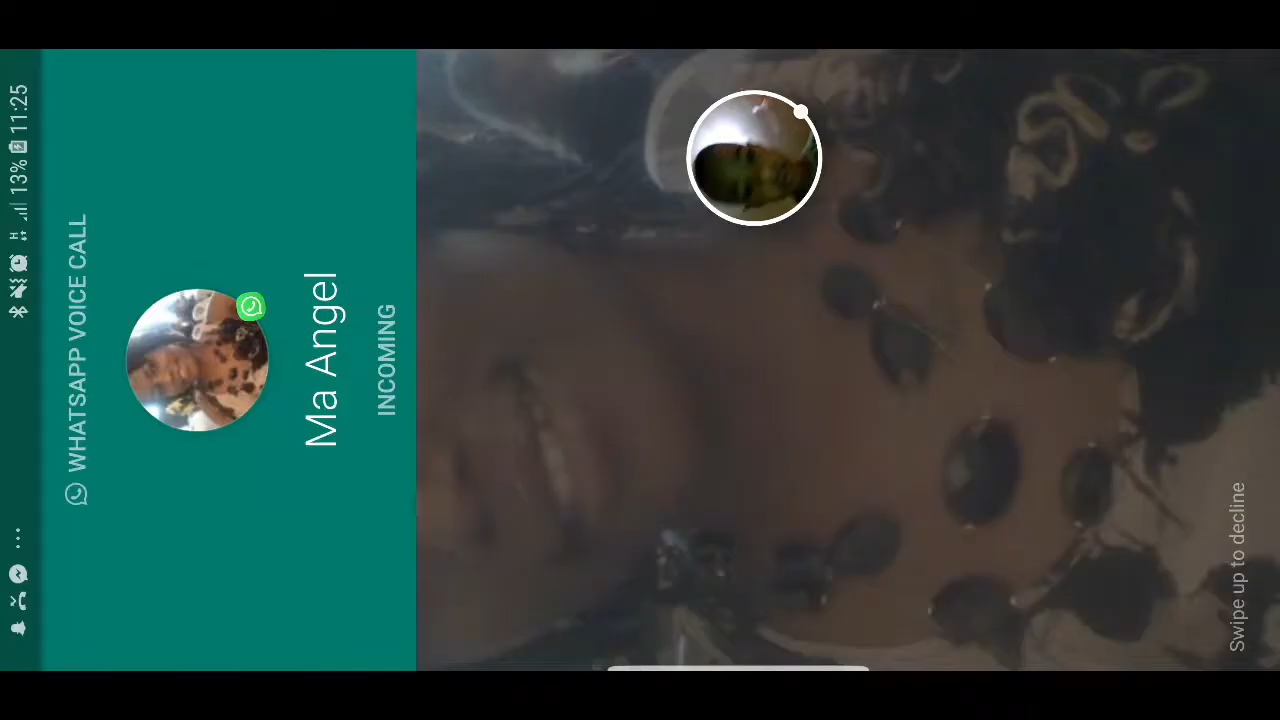 H 13% 11:25
WHATSAPP VOICE CALL
Ma Angel
INCOMING
Swipe up to decline